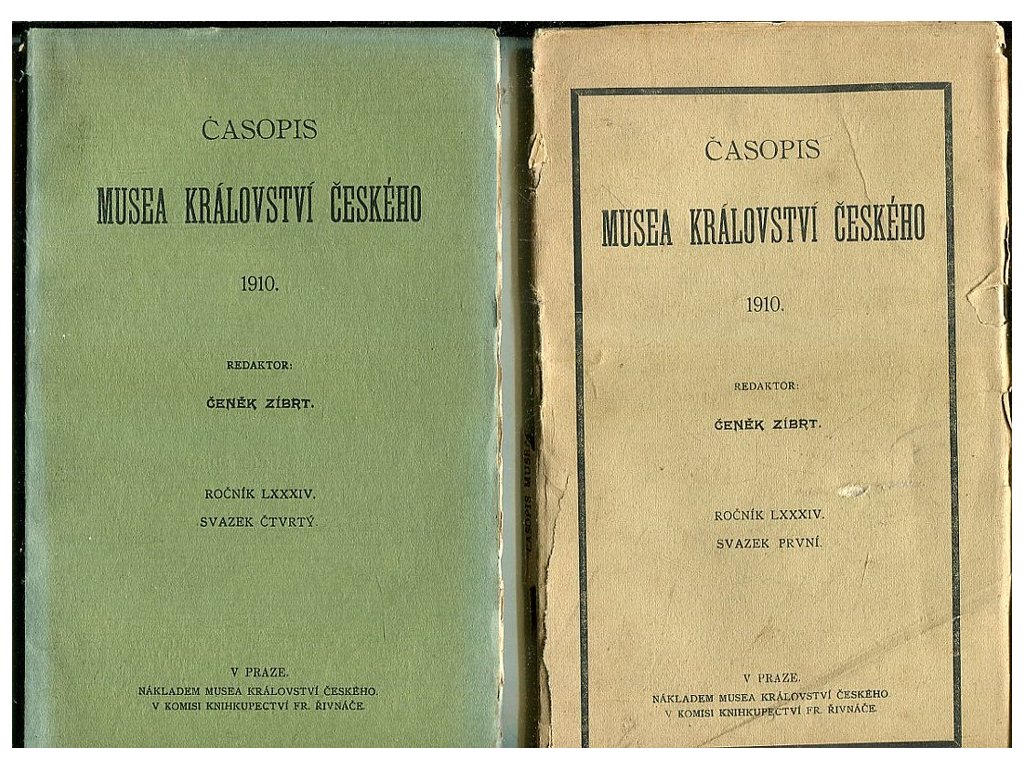 ČASOPIS
MUSEA KRÁLOVSTVÍ ČESKÉHO
1910.
REDAKTOR:
ČENĚK ZÍBRT.
ROČNÍK LXXXIV.
SVAZEK ČTVRTÝ.
V PRAZE.
NÁKLADEM MUSEA KRÁLOVSTVÍ ČESKÉHO.
V KOMISI KNIHKUPECTVÍ FR. ŘIVNÁČE.
ČASOPIS MUSEA
ČASOPIS
MUSEA KRÁLOVSTVÍ ČESKÉHO
1910.
REDAKTOR:
ČENĚK ZÍBRT.
ROČNÍK LXXXIV.
SVAZEK PRVNÍ.
V PRAZE.
NÁKLADEM MUSEA KRÁLOVSTVÍ ČESKÉHO
V KOMISI KNIHKUPECTVÍ FR. ŘIVNÁČE.